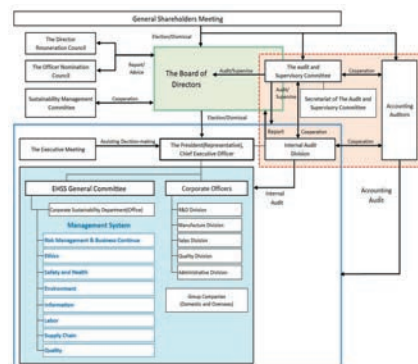 General Shareholders Meeting
Election/Dismissal
The Director
Remuneration Council
The Officer Nomination
Council
Report/
Advice
Sustainability Management
Committee
Cooperation
The Board of
Directors
Audit/Supervise
The audit and
Supervisory Committee
Cooperation
Accounting
Auditors
Audit/
Supervise
Secretariat of The Audit and
Supervisory Committee
Election/Dismissal
Report
Cooperation
The Executive Meeting
Assisting Decision-making
The President(Representative),
Chief Executive Officer
Internal Audit
Division
Cooperation
EHSS General Committee
Corporate Officers
Internal
Audit
Accounting
Audit
Corporate Sustainability Department(Office)
Management System
Risk Management & Business Continue
Ethics
Safety and Health
Environment
Information
Labor
Supply Chain
Quality
R&D Division
Manufacture Division
Sales Division
Quality Division
Administrative Division
Group Companies
(Domestic and Overseas)